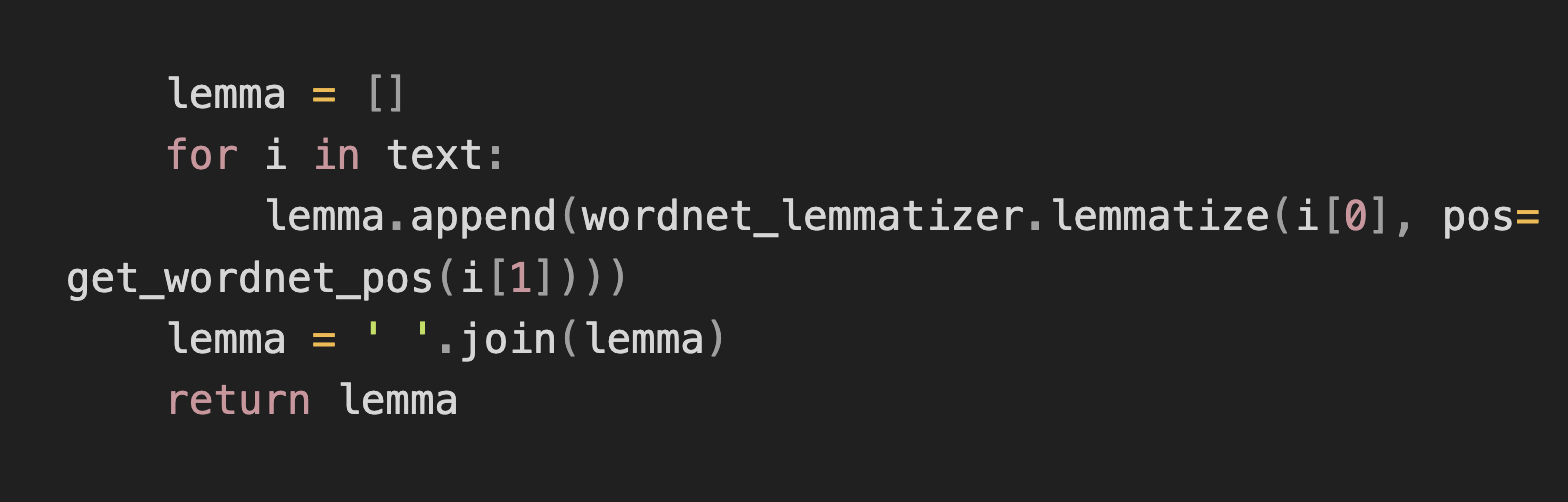 lemma = []
for i in text:
lemma.append(wordnet_lemmatizer.lemmatize(i[0], pos=
get_wordnet_pos(i[1])))
lemma = ' '.join(lemma)
return lemma